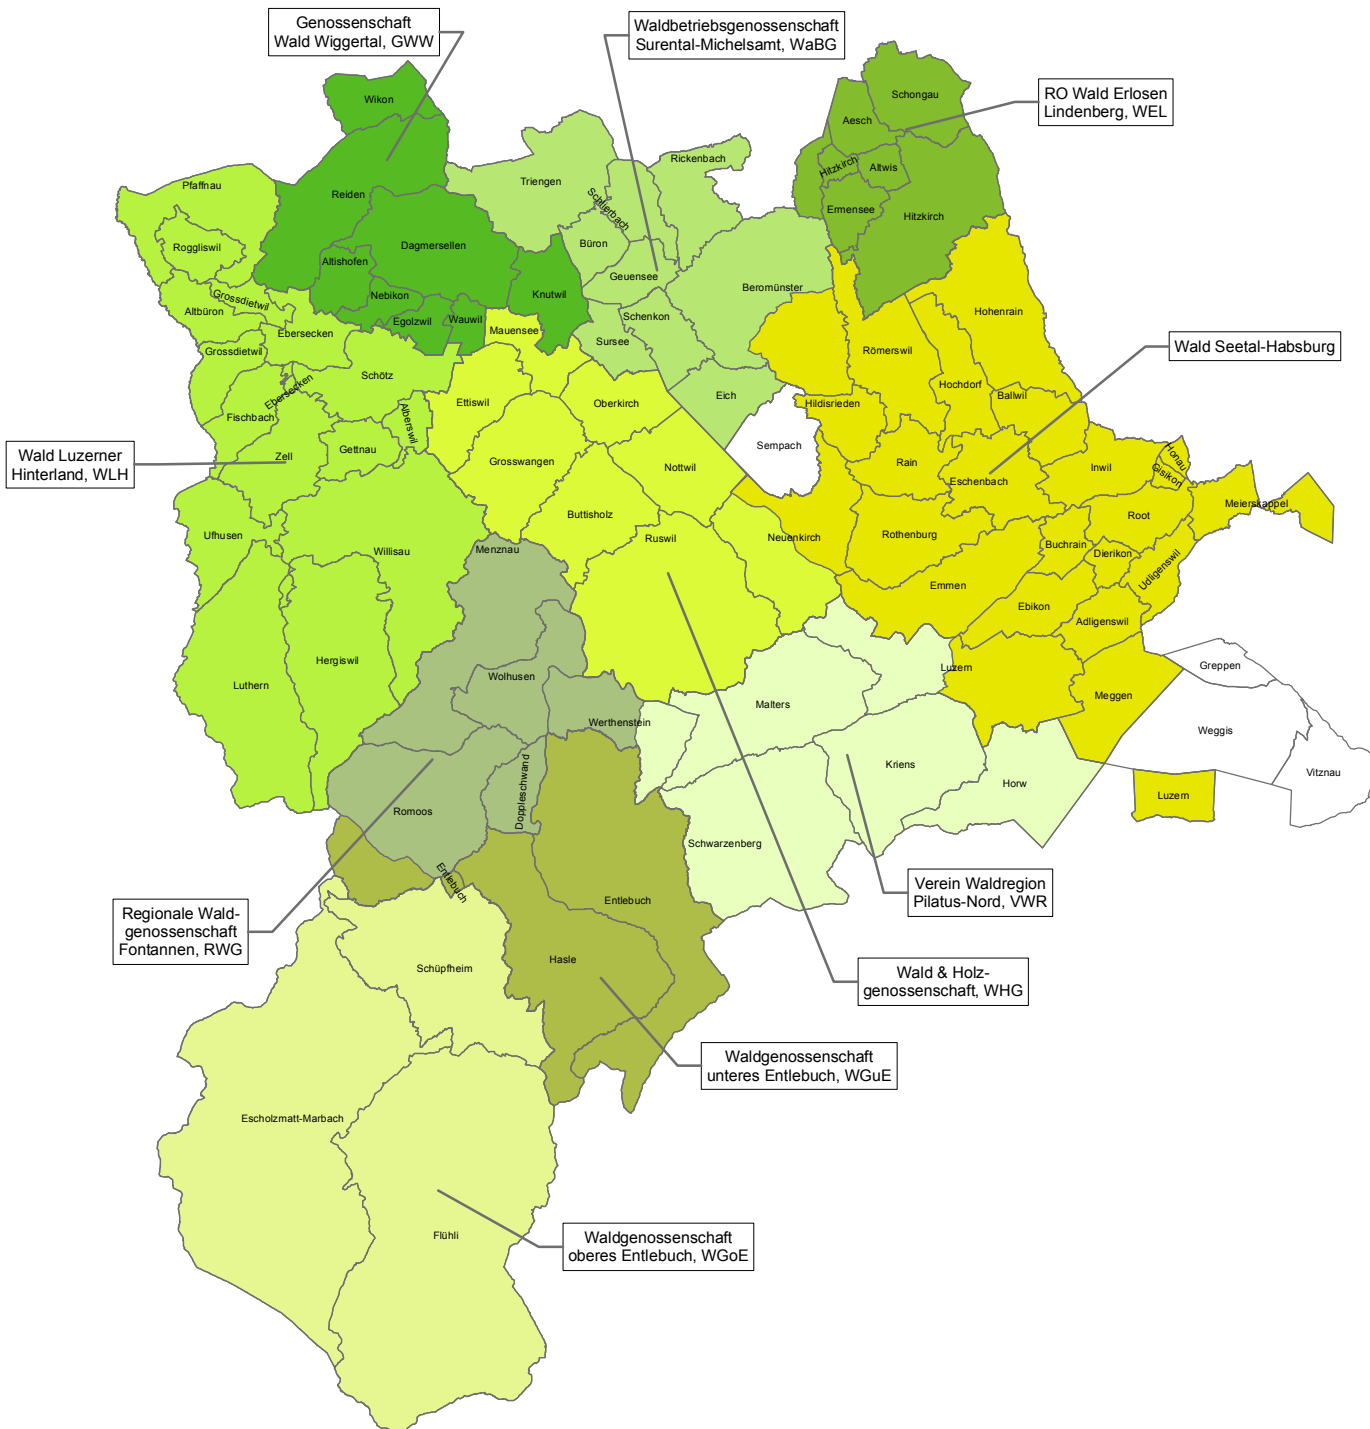 Genossenschaft
Wald Wiggertal, GWW
Waldbetriebsgenossenschaft
Surental-Michelsamt, WaBG
RO Wald Erlosen
Lindenberg, WEL
Wald Seetal-Habsburg
Wald Luzerner
Hinterland, WLH
Regionale Wald-
genossenschaft
Fontannen, RWG
Verein Waldregion
Pilatus-Nord, VWR
Wald & Holz-
genossenschaft, WHG
Waldgenossenschaft
unteres Entlebuch, WGuE
Waldgenossenschaft
oberes Entlebuch, WGoE
Wikon
Reiden
Dagmersellen
Altishofen
Nebikon
Egolzwil
Wauwil
Knutwil
Pfaffnau
Roggliswil
Grossdietwil
Altbüron
Ebersecken
Grossdietwil
Schötz
Ebersecken
Fischbach
Alberswil
Gettnau
Zell
Ufhusen
Willisau
Hergiswil
Luthern
Triengen
Schlierbach
Rickenbach
Büron
Geuensee
Beromünster
Schenkon
Sursee
Eich
Schongau
Aesch
Hitzkirch
Altwis
Ermensee
Hitzkirch
Mauensee
Ettiswil
Oberkirch
Grosswangen
Nottwil
Buttisholz
Ruswil
Neuenkirch
Sempach
Hohenrain
Römerswil
Hochdorf
Ballwil
Hildisrieden
Rain
Eschenbach
Inwil
Honau
Gisikon
Meierskappel
Root
Rothenburg
Buchrain
Dierikon
Udligenswil
Emmen
Ebikon
Adligenswil
Luzern
Meggen
Greppen
Weggis
Vitznau
Luzern
Menznau
Wolhusen
Werthenstein
Doppleschwand
Romoos
Malters
Kriens
Horw
Schwarzenberg
Entlebuch
Entlebuch
Hasle
Schüpfheim
Escholzmatt-Marbach
Flühli